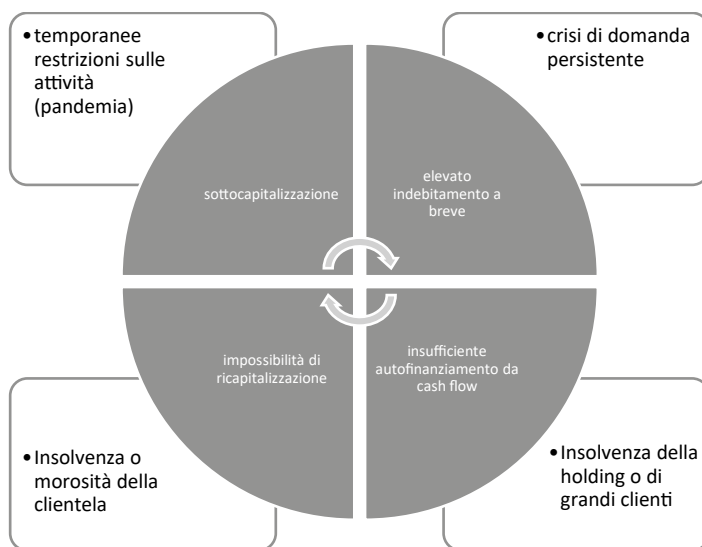 •temporanee
restrizioni sulle
attività
(pandemia)
•crisi di domanda
persistente
sottocapitalizzazione
elevato
indebitamento a
breve
impossibilità di
ricapitalizzazione
insufficiente
autofinanziamento da
cash flow
•Insolvenza o
morosità della
clientela
•Insolvenza della
holding o di
grandi clienti